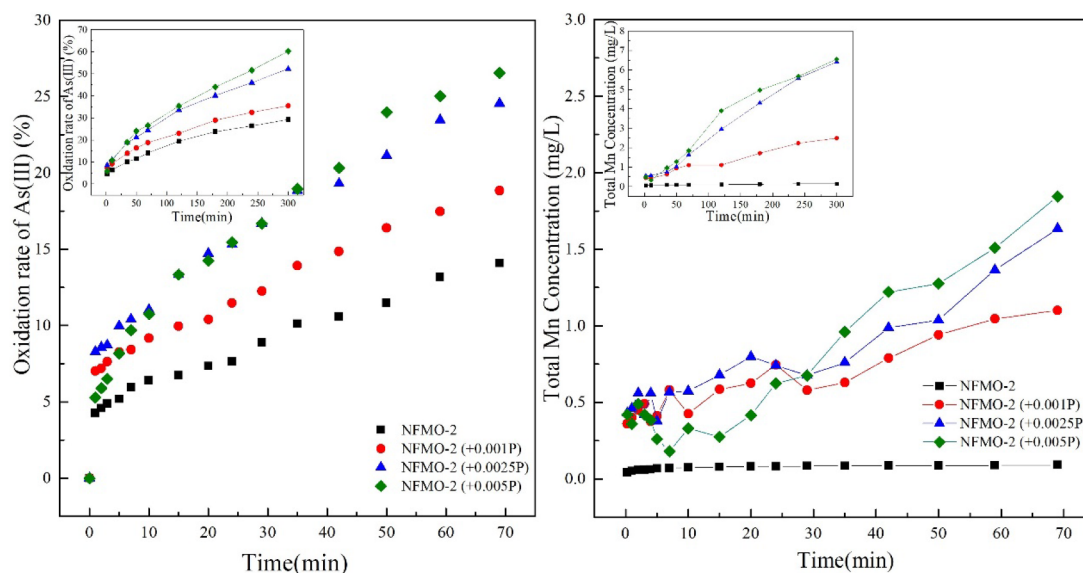 30
25
20
15
10
5
0
Oxidation rate of As(III) (%)
0 10 20 30 40 50 60 70
Time(min)
70
60
50
40
30
20
10
0
Oxidation rate of As(III) (%)
0 50 100 150 200 250 300
Time(min)
NFMO-2
NFMO-2 (+0.001P)
NFMO-2 (+0.0025P)
NFMO-2 (+0.005P)
3.0
2.5
2.0
1.5
1.0
0.5
0.0
Total Mn Concentration (mg/L)
0 10 20 30 40 50 60 70
Time(min)
8
7
6
5
4
3
2
1
0
Total Mn Concentration (mg/L)
0 50 100 150 200 250 300
Time(min)
NFMO-2
NFMO-2 (+0.001P)
NFMO-2 (+0.0025P)
NFMO-2 (+0.005P)